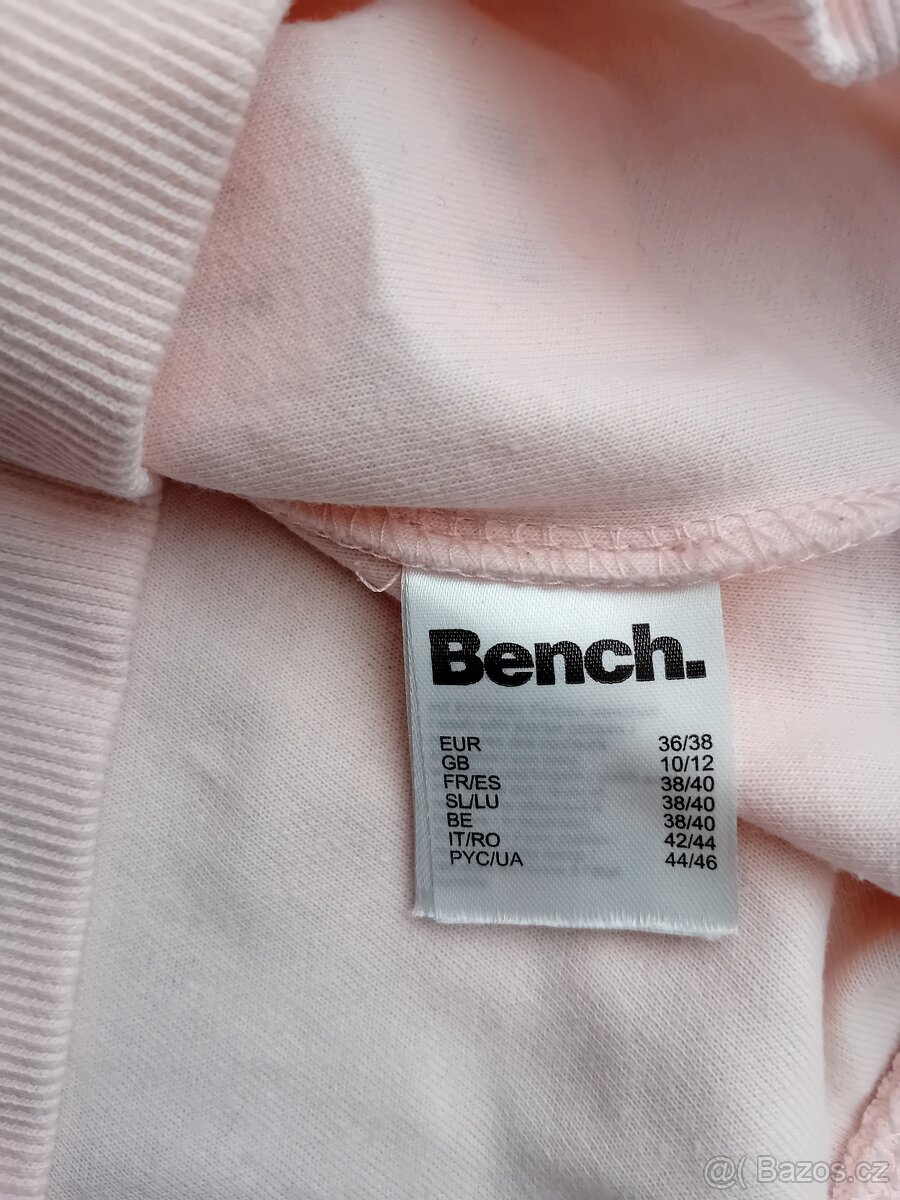 Bench.
EUR 36/38
GB 10/12
FR/ES 38/40
SL/LU 38/40
BE 38/40
IT/RO 42/44
PYC/UA 44/46
@( Bazos.cz